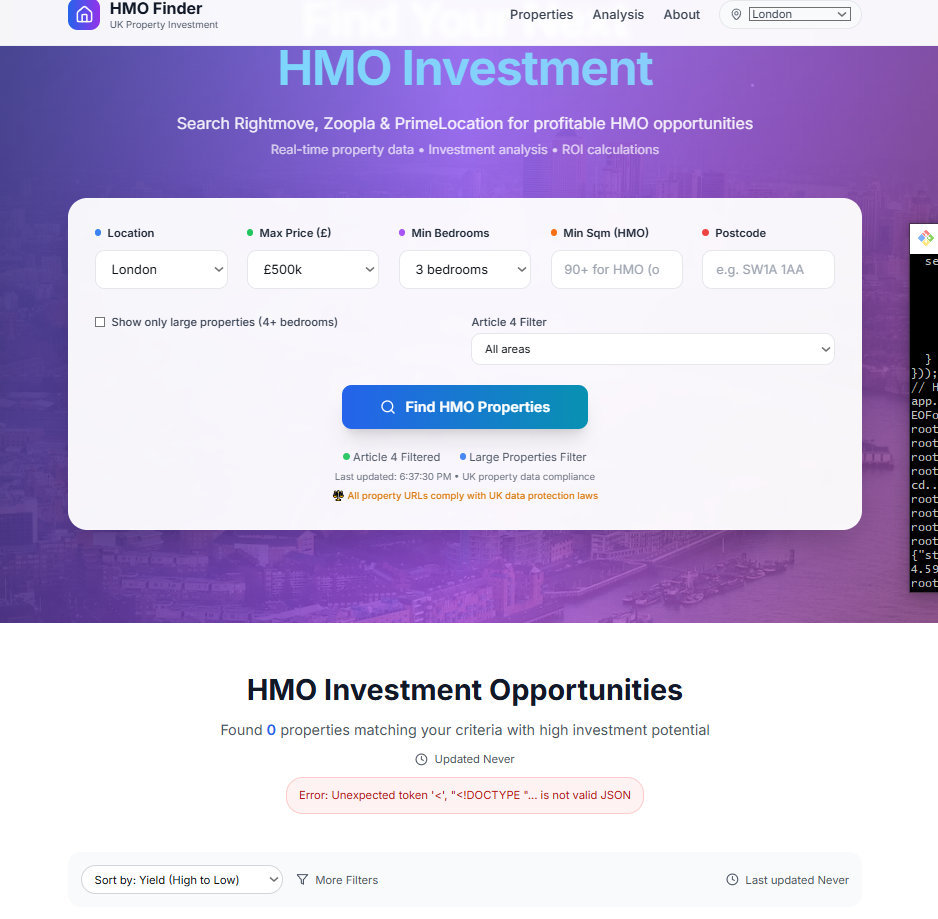 HMO Finder
UK Property Investment
Properties
Analysis
About
London
Find Your Next
HMO Investment
Search Rightmove, Zoopla & PrimeLocation for profitable HMO opportunities
Real-time property data • Investment analysis • ROI calculations
Location
Max Price (£)
Min Bedrooms
Min Sqm (HMO)
Postcode
London
£500k
3 bedrooms
90+ for HMO (o
e.g. SW1A 1AA
Show only large properties (4+ bedrooms)
Article 4 Filter
All areas
Find HMO Properties
Article 4 Filtered
Large Properties Filter
Last updated: 6:37:30 PM • UK property data compliance
All property URLs comply with UK data protection laws
se
}
}));
// H
app.
EOFo
root
root
root
root
cd..
root
root
root
root
{"st
4.59
root
HMO Investment Opportunities
Found 0 properties matching your criteria with high investment potential
Updated Never
Error: Unexpected token '<', "<!DOCTYPE "... is not valid JSON
Sort by: Yield (High to Low)
More Filters
Last updated Never